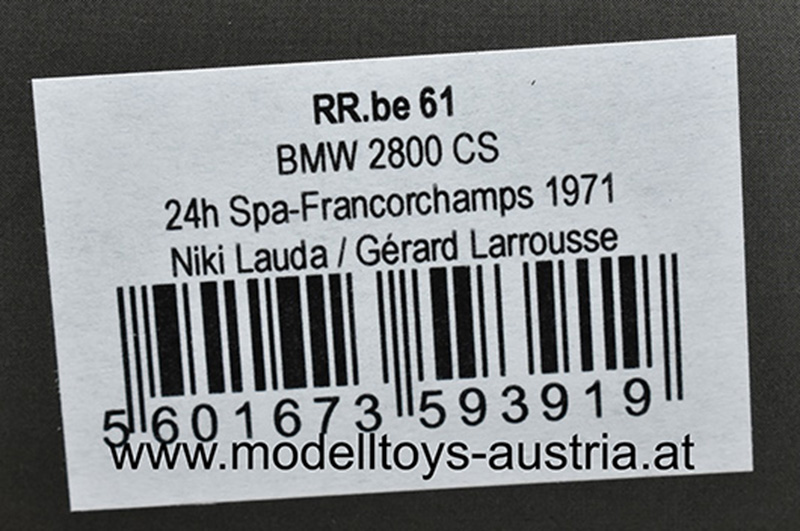 RR.be 61
BMW 2800 CS
24h Spa-Francorchamps 1971
Niki Lauda / Gérard Larrousse
5 601673 593919
www.modelltoys-austria.at